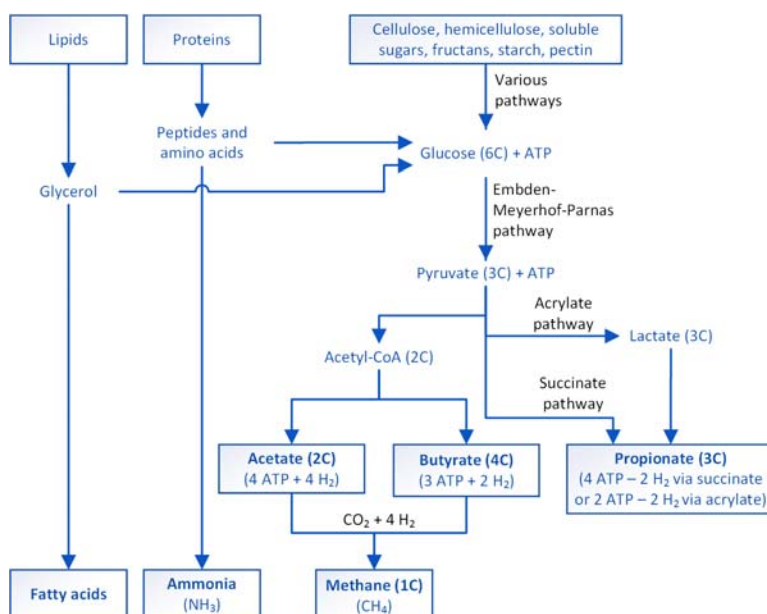 Lipids
Proteins
Cellulose, hemicellulose, soluble
sugars, fructans, starch, pectin
Various
pathways
Peptides and
amino acids
Glucose (6C) + ATP
Glycerol
Embden-
Meyerhof-Parnas
pathway
Pyruvate (3C) + ATP
Acrylate
pathway
Lactate (3C)
Acetyl-CoA (2C)
Succinate
pathway
Acetate (2C)
(4 ATP + 4 H₂)
Butyrate (4C)
(3 ATP + 2 H₂)
Propionate (3C)
(4 ATP – 2 H₂ via succinate
or 2 ATP – 2 H₂ via acrylate)
CO₂ + 4 H₂
Fatty acids
Ammonia
(NH₃)
Methane (1C)
(CH₄)